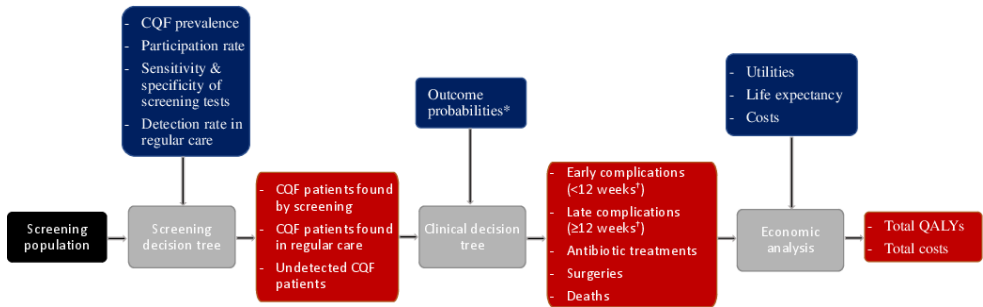 - CQF prevalence
- Participation rate
- Sensitivity &
specificity of
screening tests
- Detection rate in
regular care
Outcome
probabilities*
- Utilities
- Life expectancy
- Costs
Screening
population
Screening
decision tree
- CQF patients found
by screening
- CQF patients found
in regular care
- Undetected CQF
patients
Clinical decision
tree
- Early complications
(<12 weeks†)
- Late complications
(≥12 weeks†)
- Antibiotic treatments
- Surgeries
- Deaths
Economic
analysis
- Total QALYs
- Total costs